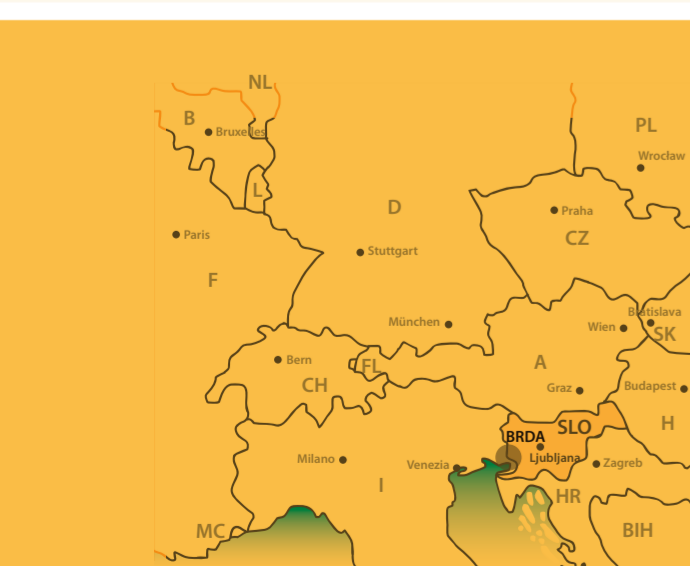 NL
B
Bruxelles
PL
Wrocław
L
D
Praha
Paris
CZ
Stuttgart
F
Bratislava
München
Wien
SK
Bern
FL
A
CH
Graz
Budapest
H
SLO
BRDA
Ljubljana
Milano
Venezia
Zagreb
I
HR
MC
BIH